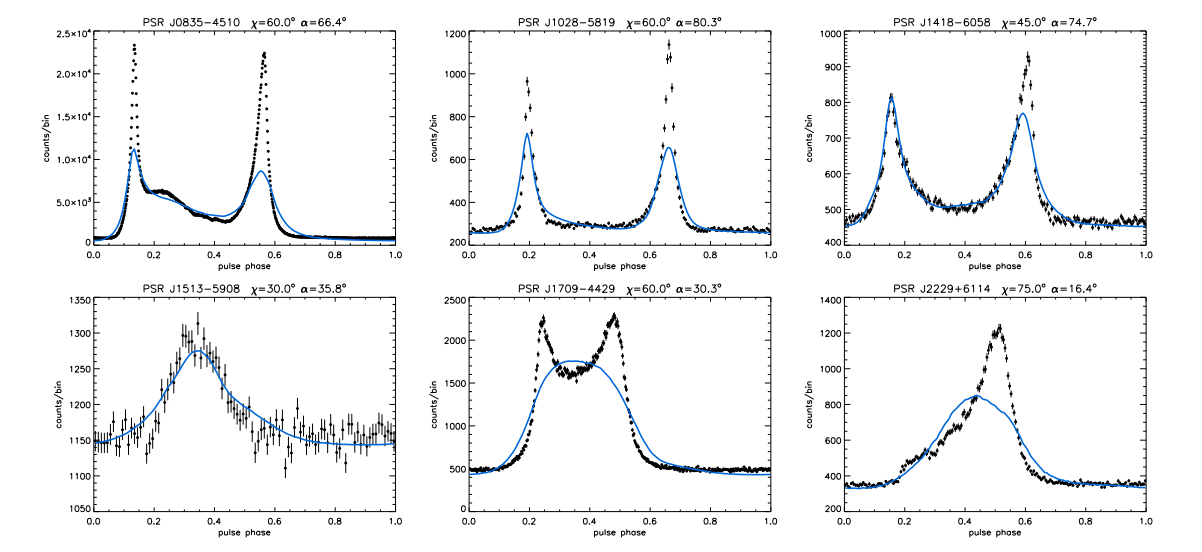 PSR J0835−4510 χ=60.0° α=66.4°
2.5×10⁴
2.0×10⁴
1.5×10⁴
1.0×10⁴
5.0×10³
0
counts/bin
0.0 0.2 0.4 0.6 0.8 1.0
pulse phase
PSR J1028−5819 χ=60.0° α=80.3°
1200
1000
800
600
400
200
counts/bin
0.0 0.2 0.4 0.6 0.8 1.0
pulse phase
PSR J1418−6058 χ=45.0° α=74.7°
1000
900
800
700
600
500
400
counts/bin
0.0 0.2 0.4 0.6 0.8 1.0
pulse phase
PSR J1513−5908 χ=30.0° α=35.8°
1350
1300
1250
1200
1150
1100
1050
counts/bin
0.0 0.2 0.4 0.6 0.8 1.0
pulse phase
PSR J1709−4429 χ=60.0° α=30.3°
2500
2000
1500
1000
500
0
counts/bin
0.0 0.2 0.4 0.6 0.8 1.0
pulse phase
PSR J2229+6114 χ=75.0° α=16.4°
1400
1200
1000
800
600
400
200
counts/bin
0.0 0.2 0.4 0.6 0.8 1.0
pulse phase